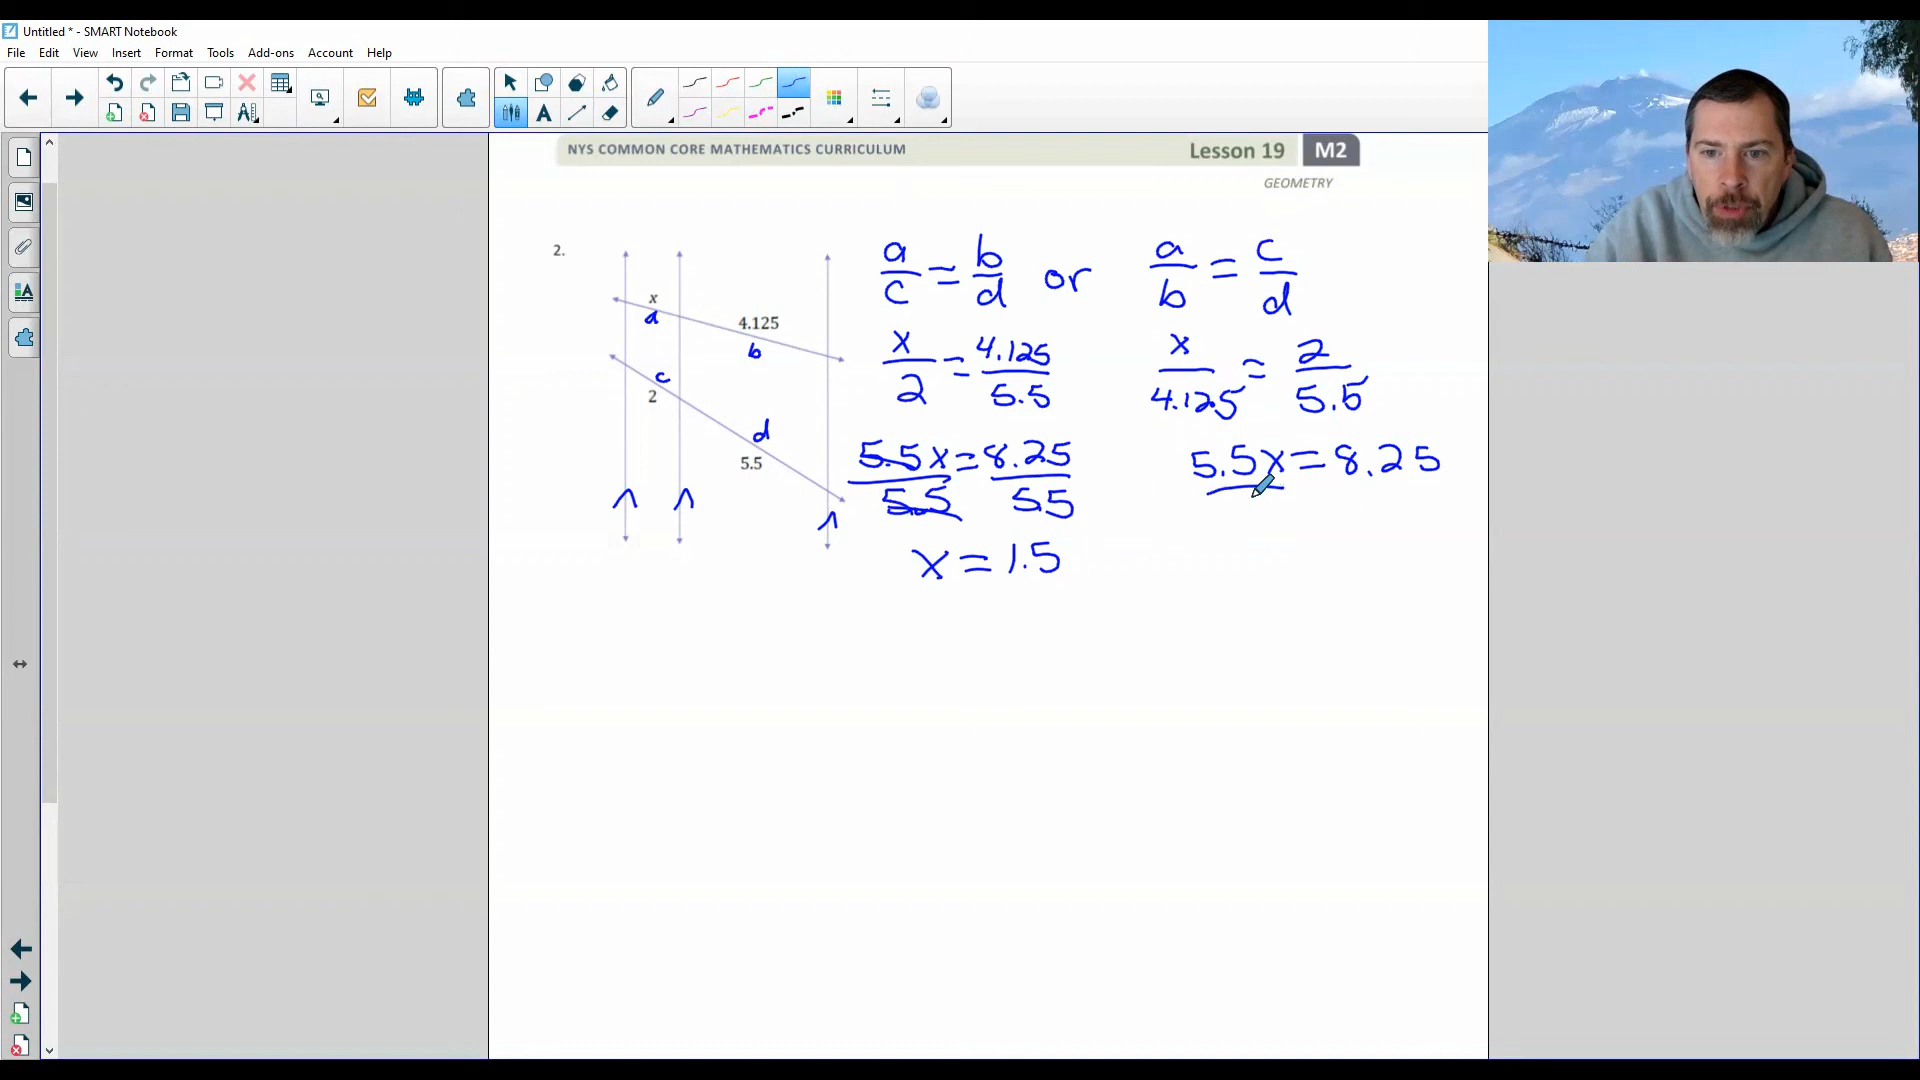 Untitled * - SMART Notebook
File Edit View Insert Format Tools Add-ons Account Help
NYS COMMON CORE MATHEMATICS CURRICULUM Lesson 19 M2
GEOMETRY
2.
x
a
4.125
b
c
2
d
5.5
a/c = b/d or a/b = c/d
x/2 = 4.125/5.5 x/4.125 = 2/5.5
5.5x/5.5 = 8.25/5.5 5.5x = 8.25
x = 1.5